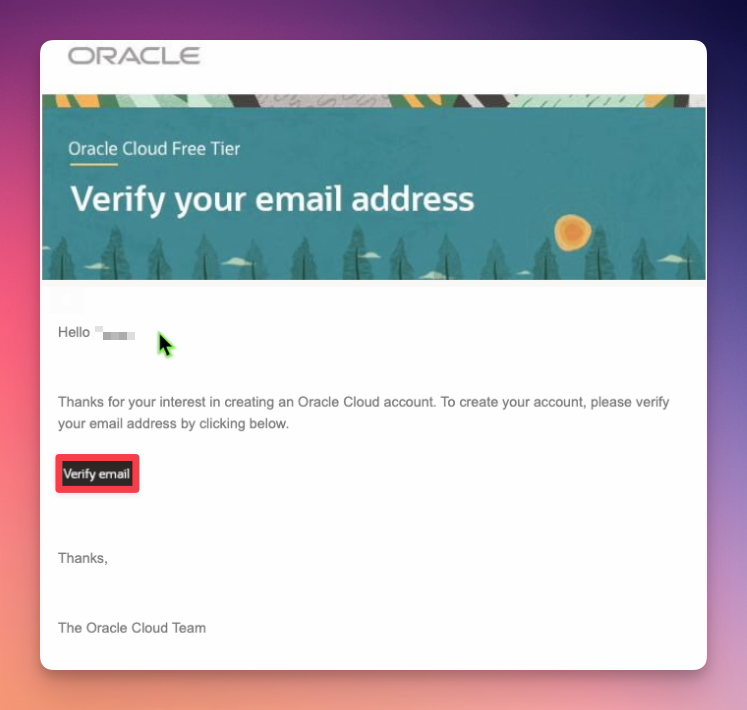 ORACLE
Oracle Cloud Free Tier
Verify your email address
Hello
Thanks for your interest in creating an Oracle Cloud account. To create your account, please verify
your email address by clicking below.
Verify email
Thanks,
The Oracle Cloud Team